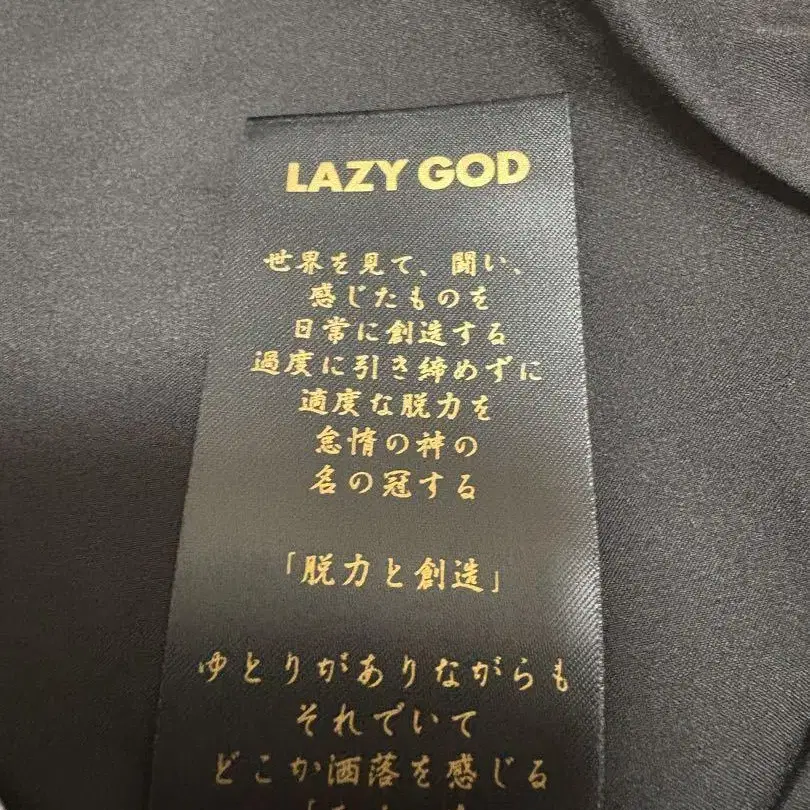 LAZY GOD
世界を見て、闘い、
感じたものを
日常に創造する
過度に引き締めずに
適度な脱力を
怠惰の神の
名の冠する
「脱力と創造」
ゆとりがありながらも
それでいて
どこか洒落を感じる